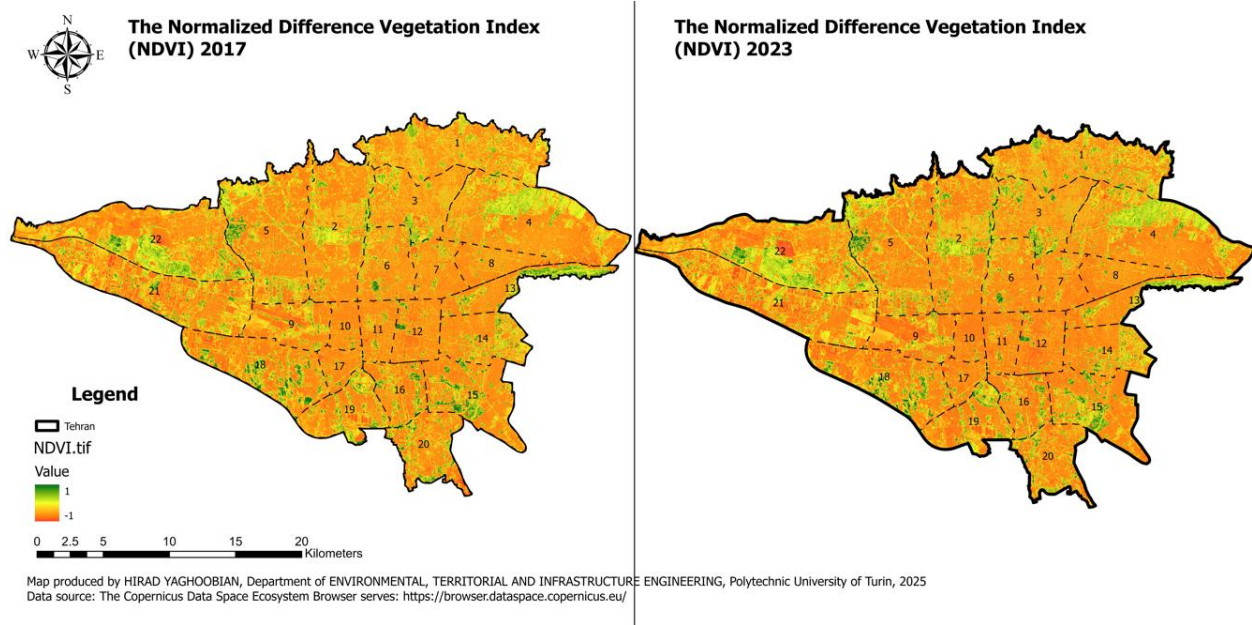 The Normalized Difference Vegetation Index
(NDVI) 2017
N
W
E
S
1
2
3
4
5
6
7
8
9
10
11
12
13
14
15
16
17
18
19
20
21
22
Legend
Tehran
NDVI.tif
Value
1
-1
0 2.5 5 10 15 20
Kilometers
The Normalized Difference Vegetation Index
(NDVI) 2023
1
2
3
4
5
6
7
8
9
10
11
12
13
14
15
16
17
18
19
20
21
22
Map produced by HIRAD YAGHOOBIAN, Department of ENVIRONMENTAL, TERRITORIAL AND INFRASTRUCTURE ENGINEERING, Polytechnic University of Turin, 2025
Data source: The Copernicus Data Space Ecosystem Browser serves: https://browser.dataspace.copernicus.eu/